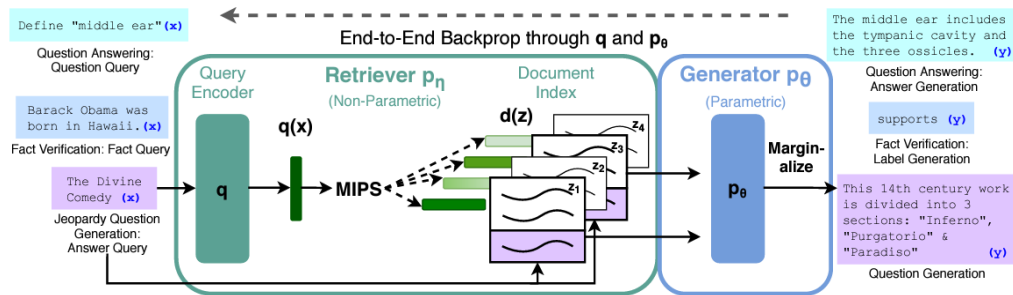 Define "middle ear" (x)
Question Answering:
Question Query
Barack Obama was
born in Hawaii. (x)
Fact Verification: Fact Query
The Divine
Comedy (x)
Jeopardy Question
Generation:
Answer Query
End-to-End Backprop through q and pθ
Query
Encoder
Retriever pη
(Non-Parametric)
Document
Index
q(x)
d(z)
q
MIPS
z4
z3
z2
z1
Generator pθ
(Parametric)
pθ
Margin-
alize
The middle ear includes
the tympanic cavity and
the three ossicles. (y)
Question Answering:
Answer Generation
supports (y)
Fact Verification:
Label Generation
This 14th century work
is divided into 3
sections: "Inferno",
"Purgatorio" &
"Paradiso" (y)
Question Generation